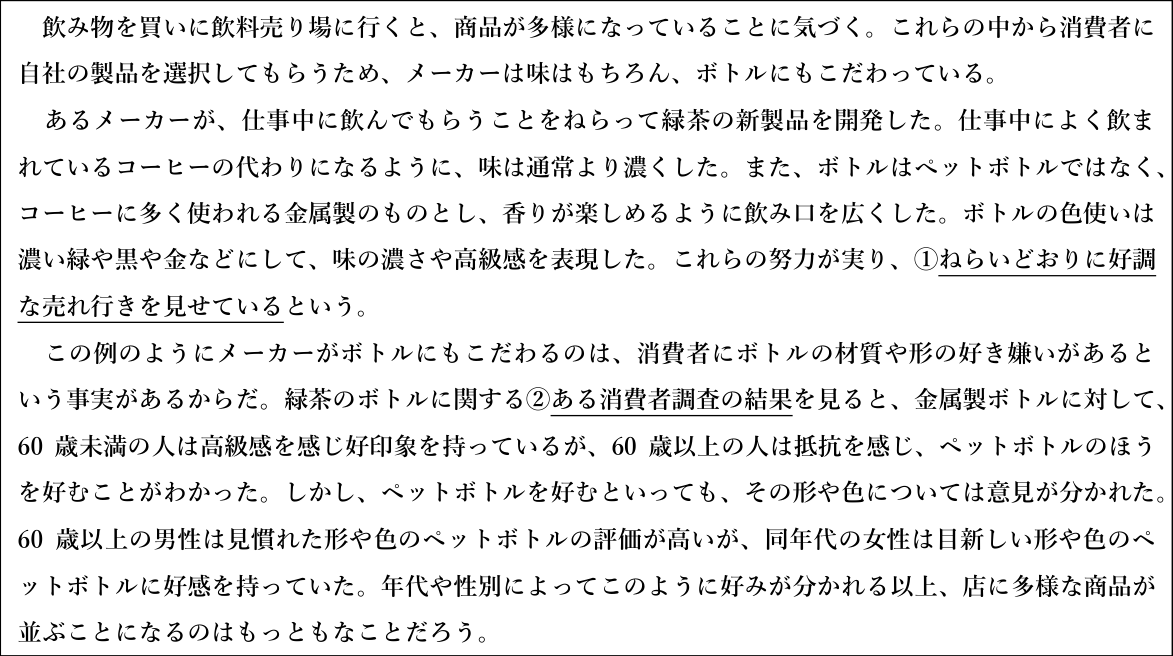 飲み物を買いに飲料売り場に行くと、商品が多様になっていることに気づく。これらの中から消費者に
自社の製品を選択してもらうため、メーカーは味はもちろん、ボトルにもこだわっている。
　あるメーカーが、仕事中に飲んでもらうことをねらって緑茶の新製品を開発した。仕事中によく飲ま
れているコーヒーの代わりになるように、味は通常より濃くした。また、ボトルはペットボトルではなく、
コーヒーに多く使われる金属製のものとし、香りが楽しめるように飲み口を広くした。ボトルの色使いは
濃い緑や黒や金などにして、味の濃さや高級感を表現した。これらの努力が実り、①ねらいどおりに好調
な売れ行きを見せているという。
　この例のようにメーカーがボトルにもこだわるのは、消費者にボトルの材質や形の好き嫌いがあると
いう事実があるからだ。緑茶のボトルに関する②ある消費者調査の結果を見ると、金属製ボトルに対して、
60 歳未満の人は高級感を感じ好印象を持っているが、60 歳以上の人は抵抗を感じ、ペットボトルのほう
を好むことがわかった。しかし、ペットボトルを好むといっても、その形や色については意見が分かれた。
60 歳以上の男性は見慣れた形や色のペットボトルの評価が高いが、同年代の女性は目新しい形や色のペ
ットボトルに好感を持っていた。年代や性別によってこのように好みが分かれる以上、店に多様な商品が
並ぶことになるのはもっともなことだろう。